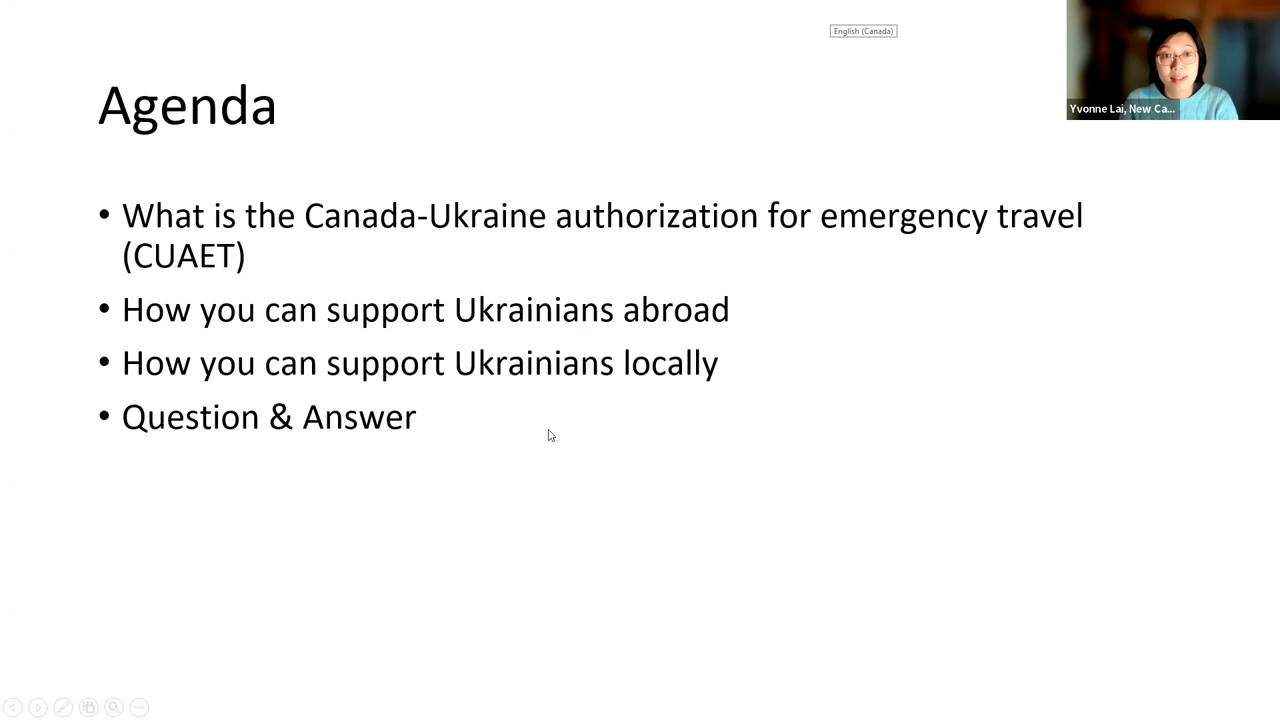 English (Canada)
Yvonne Lai, New Ca...
Agenda
• What is the Canada-Ukraine authorization for emergency travel
(CUAET)
• How you can support Ukrainians abroad
• How you can support Ukrainians locally
• Question & Answer